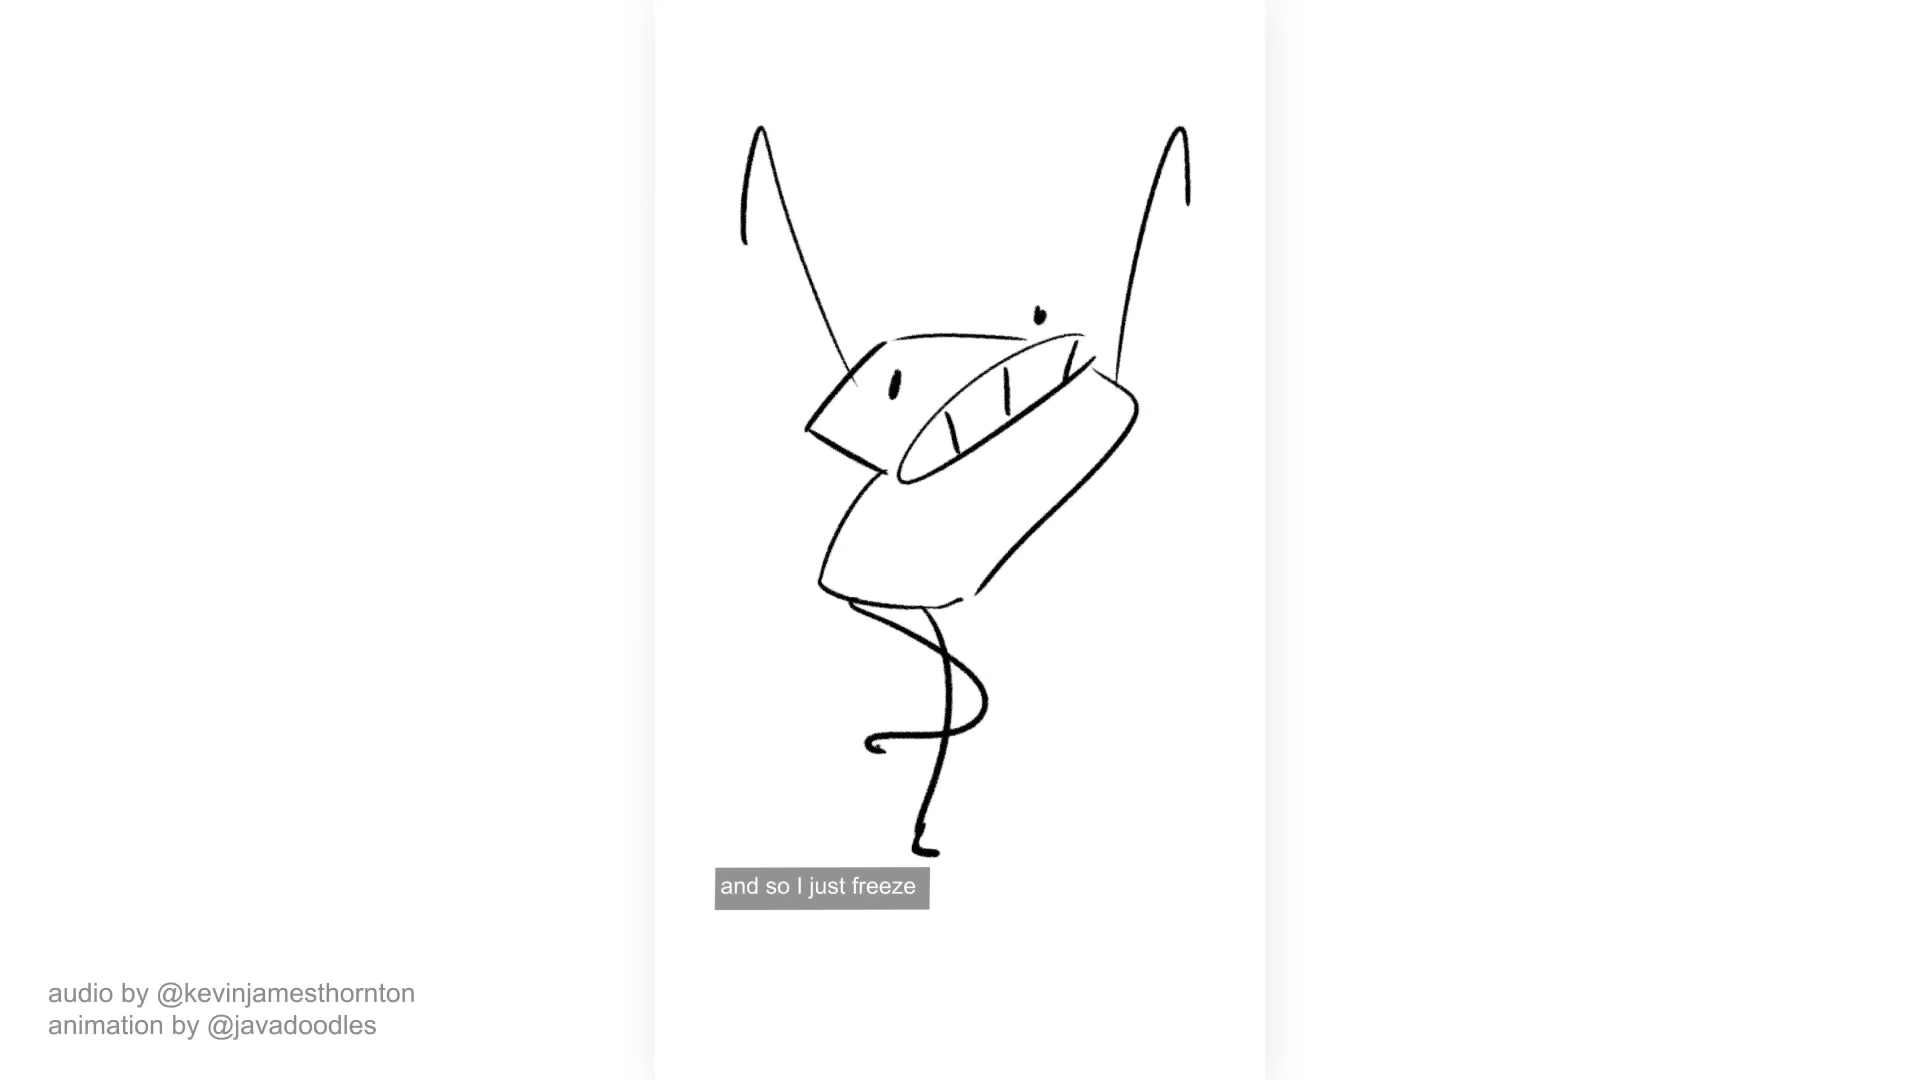 and so I just freeze
audio by @kevinjamesthornton
animation by @javadoodles